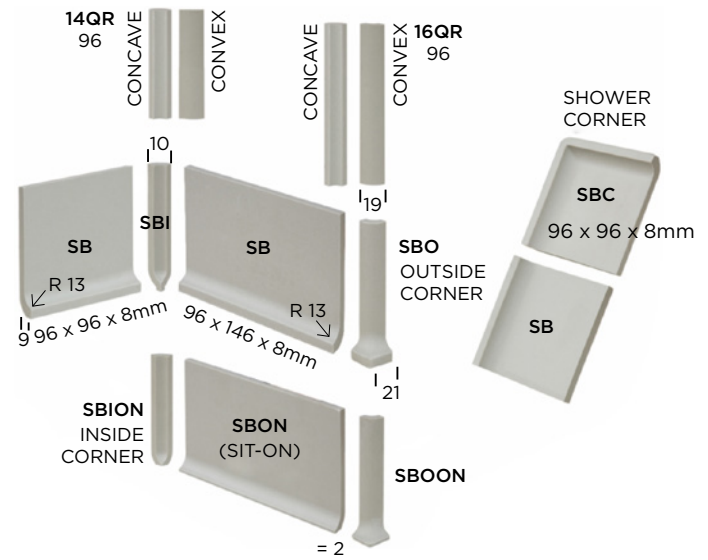 14QR
96
CONCAVE
CONVEX
CONCAVE
CONVEX
16QR
96
SHOWER
CORNER
10
SBI
SB
SB
19
SBC
96 x 96 x 8mm
SBO
OUTSIDE
CORNER
R 13
R 13
9
96 x 96 x 8mm
96 x 146 x 8mm
SB
21
SBION
INSIDE
CORNER
SBON
(SIT-ON)
SBOON
= 2